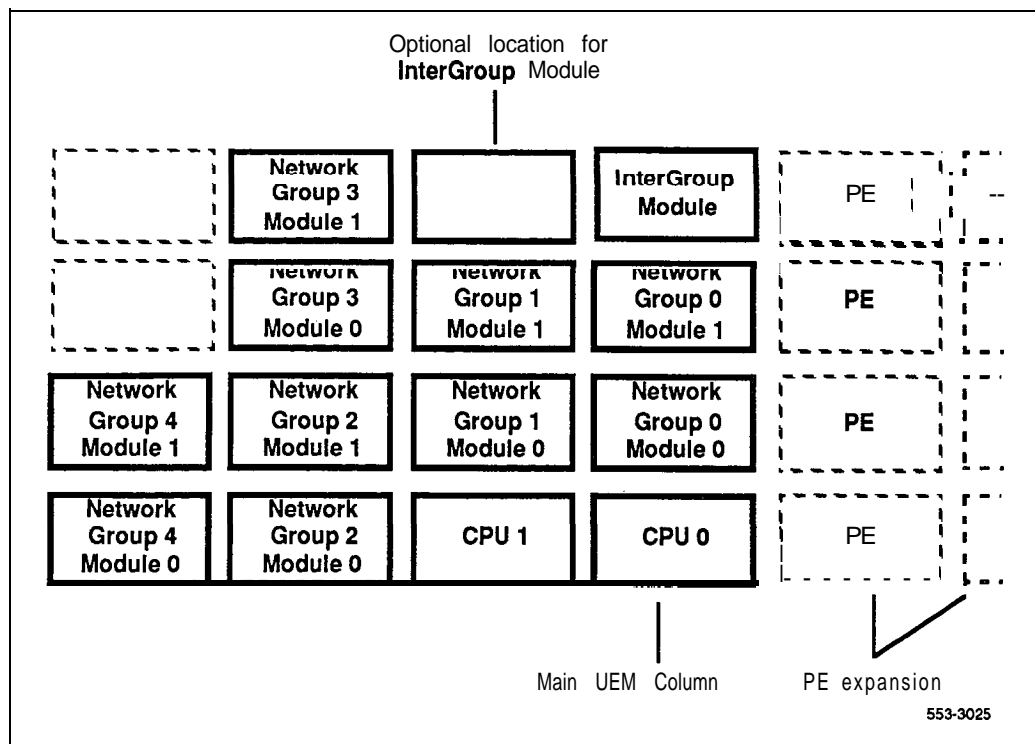 Optional location for
InterGroup Module
Network
Group 3
Module 1
InterGroup
Module
PE
Network
Group 3
Module 0
Network
Group 1
Module 1
Network
Group 0
Module 1
PE
Network
Group 4
Module 1
Network
Group 2
Module 1
Network
Group 1
Module 0
Network
Group 0
Module 0
PE
Network
Group 4
Module 0
Network
Group 2
Module 0
CPU 1
CPU 0
PE
Main UEM Column
PE expansion
553-3025